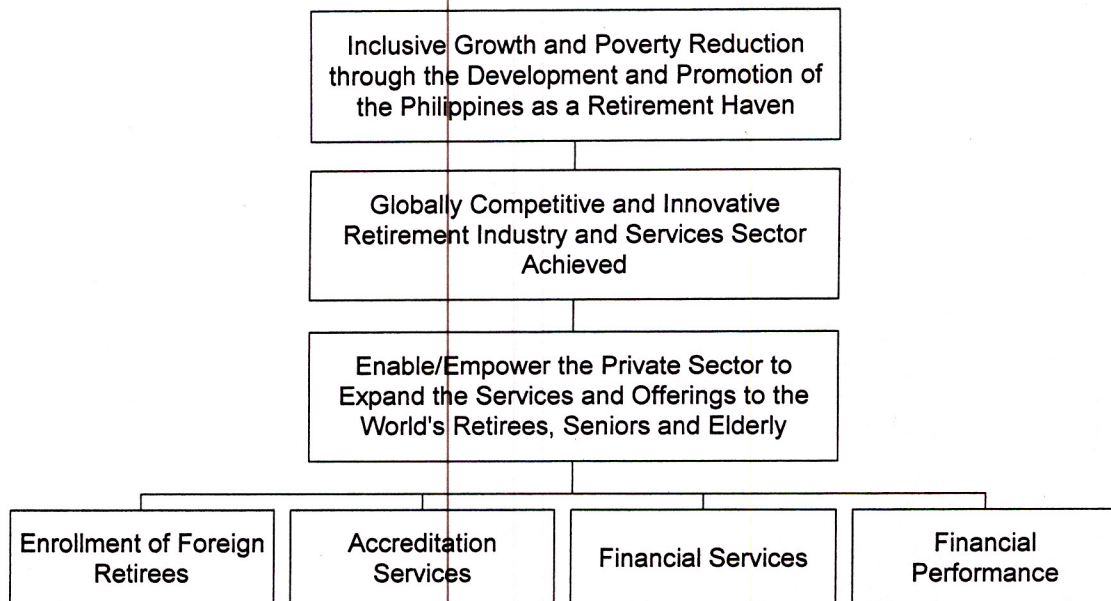 Inclusive Growth and Poverty Reduction
through the Development and Promotion of
the Philippines as a Retirement Haven
Globally Competitive and Innovative
Retirement Industry and Services Sector
Achieved
Enable/Empower the Private Sector to
Expand the Services and Offerings to the
World's Retirees, Seniors and Elderly
Enrollment of Foreign
Retirees
Accreditation
Services
Financial Services
Financial
Performance